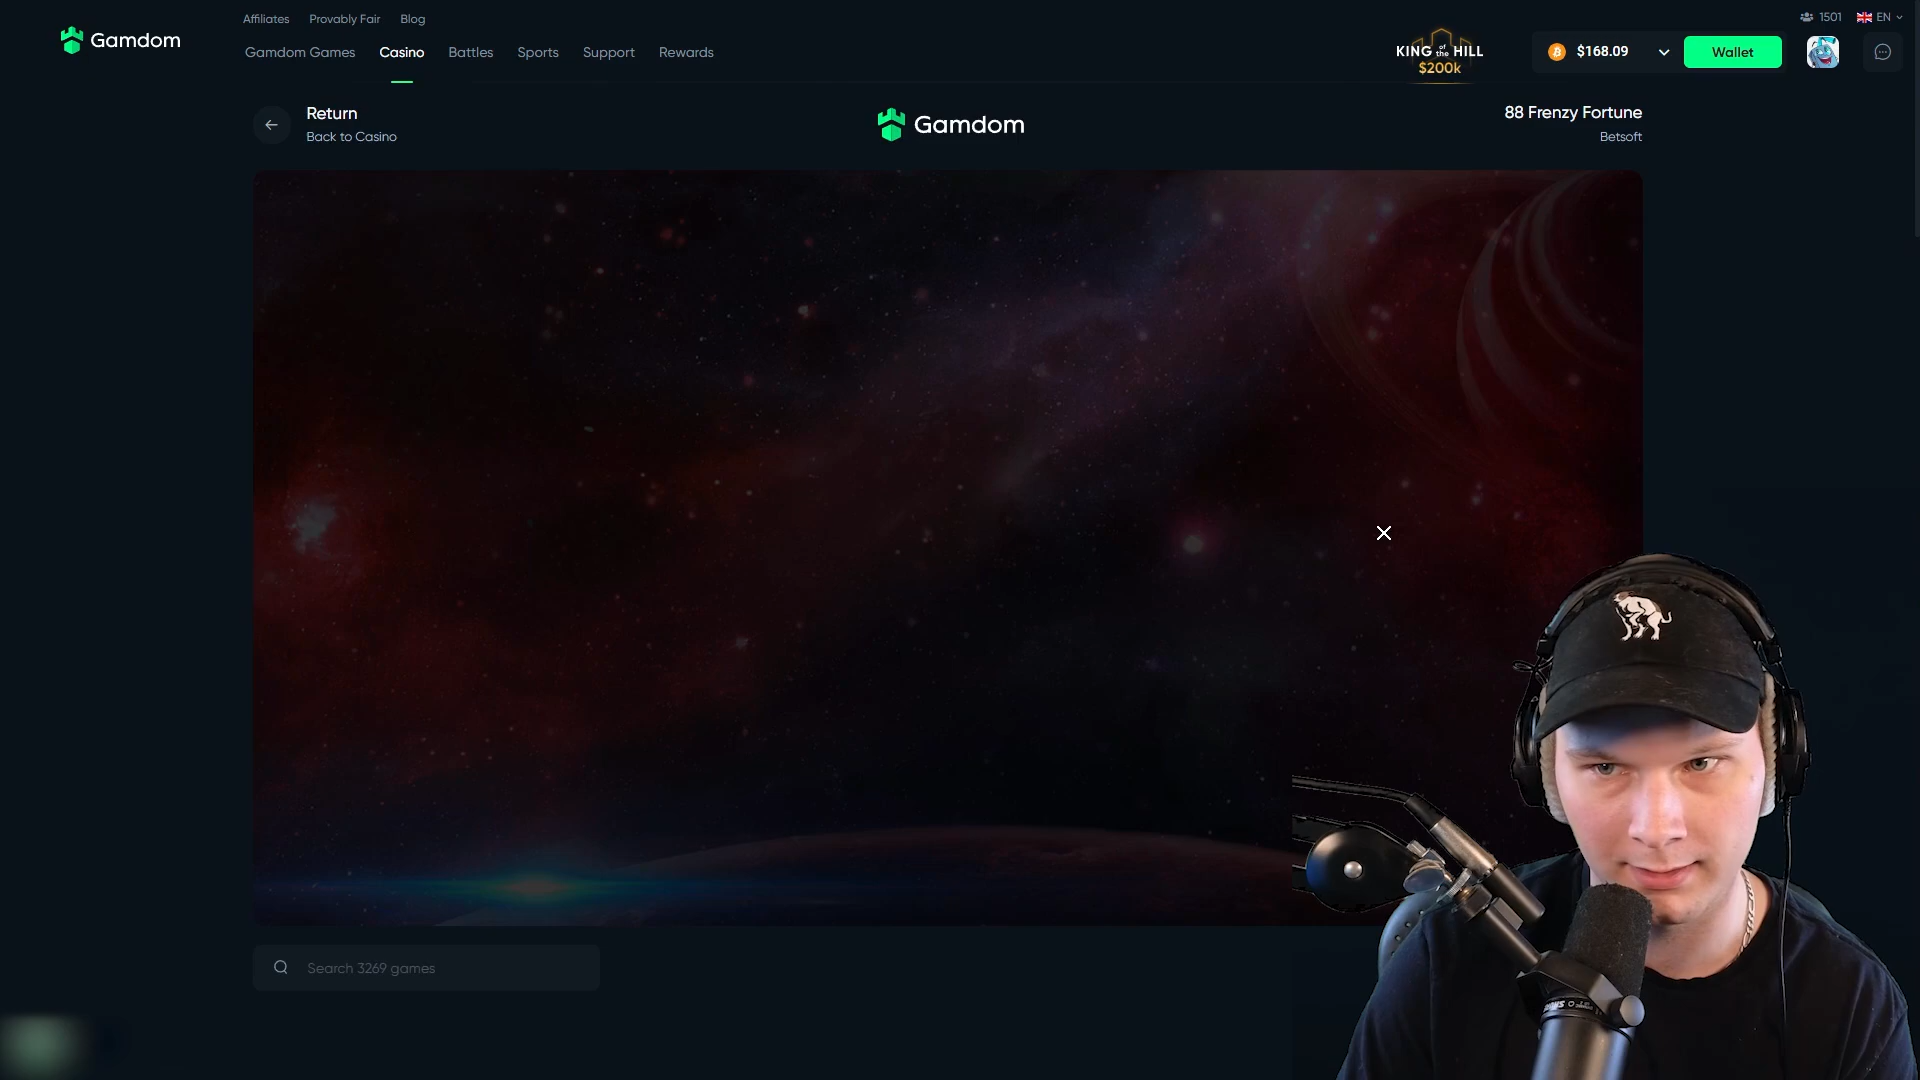 Affiliates Provably Fair Blog
1501 EN
Gamdom
Gamdom Games Casino Battles Sports Support Rewards
KING of the HILL
$200k
$168.09
Wallet
Return
Back to Casino
Gamdom
88 Frenzy Fortune
Betsoft
Search 3269 games